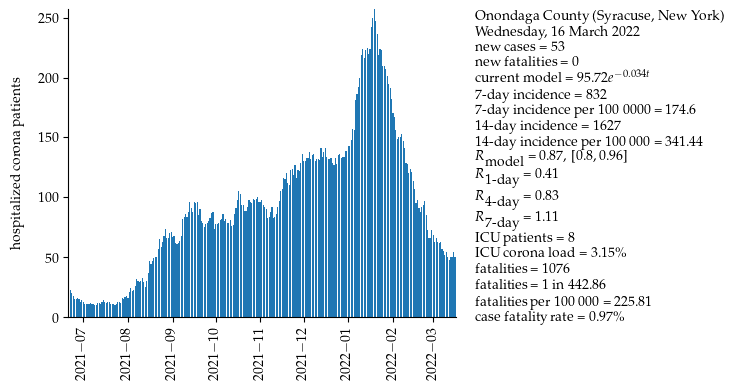 250
200
150
100
50
0
hospitalized corona patients
2021−07
2021−08
2021−09
2021−10
2021−11
2021−12
2022−01
2022−02
2022−03
Onondaga County (Syracuse, New York)
Wednesday, 16 March 2022
new cases = 53
new fatalities = 0
current model = 95.72e^{−0.034t}
7-day incidence = 832
7-day incidence per 100 0000 = 174.6
14-day incidence = 1627
14-day incidence per 100 000 = 341.44
R_model = 0.87, [0.8, 0.96]
R_1-day = 0.41
R_4-day = 0.83
R_7-day = 1.11
ICU patients = 8
ICU corona load = 3.15%
fatalities = 1076
fatalities = 1 in 442.86
fatalities per 100 000 = 225.81
case fatality rate = 0.97%